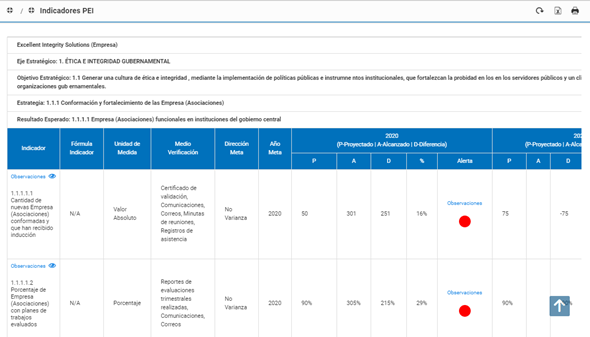 / Indicadores PEI
Excellent Integrity Solutions (Empresa)
Eje Estratégico: 1. ÉTICA E INTEGRIDAD GUBERNAMENTAL
Objetivo Estratégico: 1.1 Generar una cultura de ética e integridad , mediante la implementación de políticas públicas e instrumne ntos institucionales, que fortalezcan la probidad en los en los servidores públicos y un cli
organizaciones gub ernamentales.
Estrategia: 1.1.1 Conformación y fortalecimiento de las Empresa (Asociaciones)
Resultado Esperado: 1.1.1.1 Empresa (Asociaciones) funcionales en instituciones del gobierno central
Indicador
Fórmula
Indicador
Unidad de
Medida
Medio
Verificación
Dirección
Meta
Año
Meta
2020
(P-Proyectado | A-Alcanzado | D-Diferencia)
P A D % Alerta
(P-Proyectado | A-Alca
P A D
Observaciones
1.1.1.1.1
Cantidad de
nuevas Empresa
(Asociaciones)
conformadas y
que han recibido
inducción
N/A
Valor
Absoluto
Certificado de
validación,
Comunicaciones,
Correos, Minutas
de reuniones,
Registros de
asistencia
No
Varianza
2020
50 301 251 16%
Observaciones
75 -75
Observaciones
1.1.1.1.2
Porcentaje de
Empresa
(Asociaciones)
con planes de
trabajos
evaluados
N/A
Porcentaje
Reportes de
evaluaciones
trimestrales
realizadas,
Comunicaciones,
Correos
No
Varianza
2020
90% 305% 215% 29%
Observaciones
90%